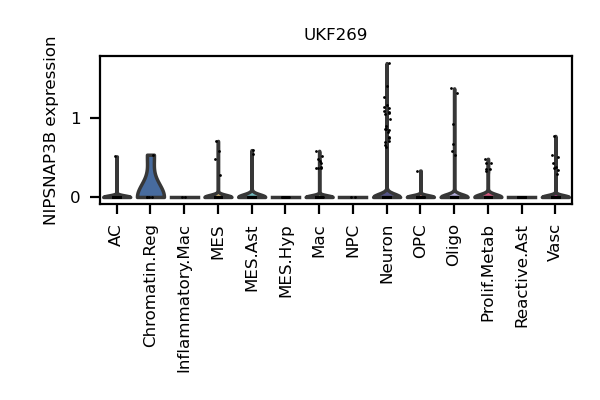 UKF269
NIPSNAP3B expression
1
0
AC
Chromatin.Reg
Inflammatory.Mac
MES
MES.Ast
MES.Hyp
Mac
NPC
Neuron
OPC
Oligo
Prolif.Metab
Reactive.Ast
Vasc